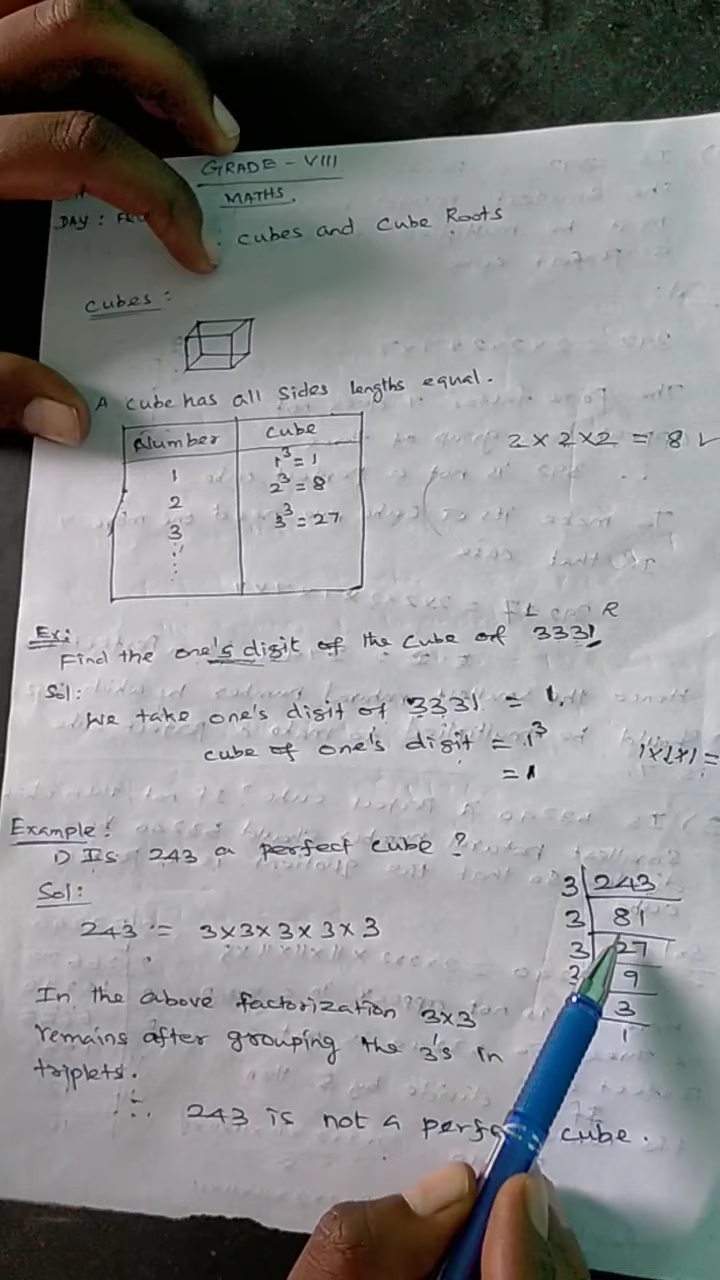 GRADE - VIII
MATHS.
DAY :
cubes and Cube Roots
cubes :
A cube has all sides lengths equal.
Number cube
1 1³ = 1
2 2³ = 8
3 3³ = 27
2 × 2 × 2 = 8
L R
Ex:
Find the one's digit of the cube of 3331
Sol:
We take one's digit of 3331 = 1.
cube of one's digit = 1³
= 1
1×1×1 =
Example:
1) Is 243 a perfect cube ?
Sol:
243 = 3×3×3×3×3
3 243
3 81
3 27
3 9
3
1
In the above factorization 3×3
remains after grouping the 3's in
triplets.
∴ 243 is not a perfect cube.